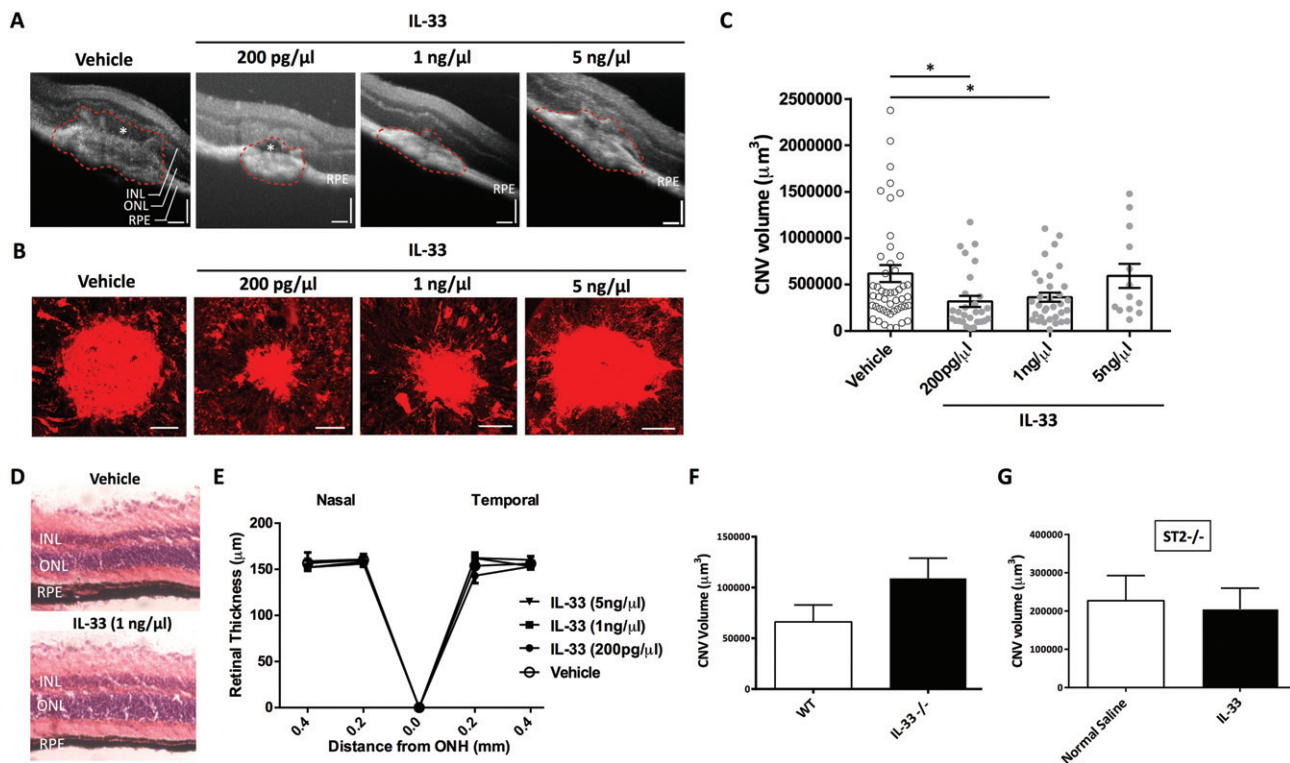 A
IL-33
Vehicle
200 pg/μl
1 ng/μl
5 ng/μl
*
INL
ONL
RPE
*
RPE
RPE
B
IL-33
Vehicle
200 pg/μl
1 ng/μl
5 ng/μl
C
*
*
CNV volume (μm³)
2500000
2000000
1500000
1000000
500000
0
Vehicle
200pg/μl
1ng/μl
5ng/μl
IL-33
D
Vehicle
INL
ONL
RPE
IL-33 (1 ng/μl)
INL
ONL
RPE
E
Nasal
Temporal
Retinal Thickness (μm)
200
150
100
50
0
0.4
0.2
0.0
0.2
0.4
Distance from ONH (mm)
IL-33 (5ng/μl)
IL-33 (1ng/μl)
IL-33 (200pg/μl)
Vehicle
F
CNV Volume (μm³)
150000
100000
50000
0
WT
IL-33 -/-
G
ST2-/-
CNV volume (μm³)
400000
300000
200000
100000
0
Normal Saline
IL-33